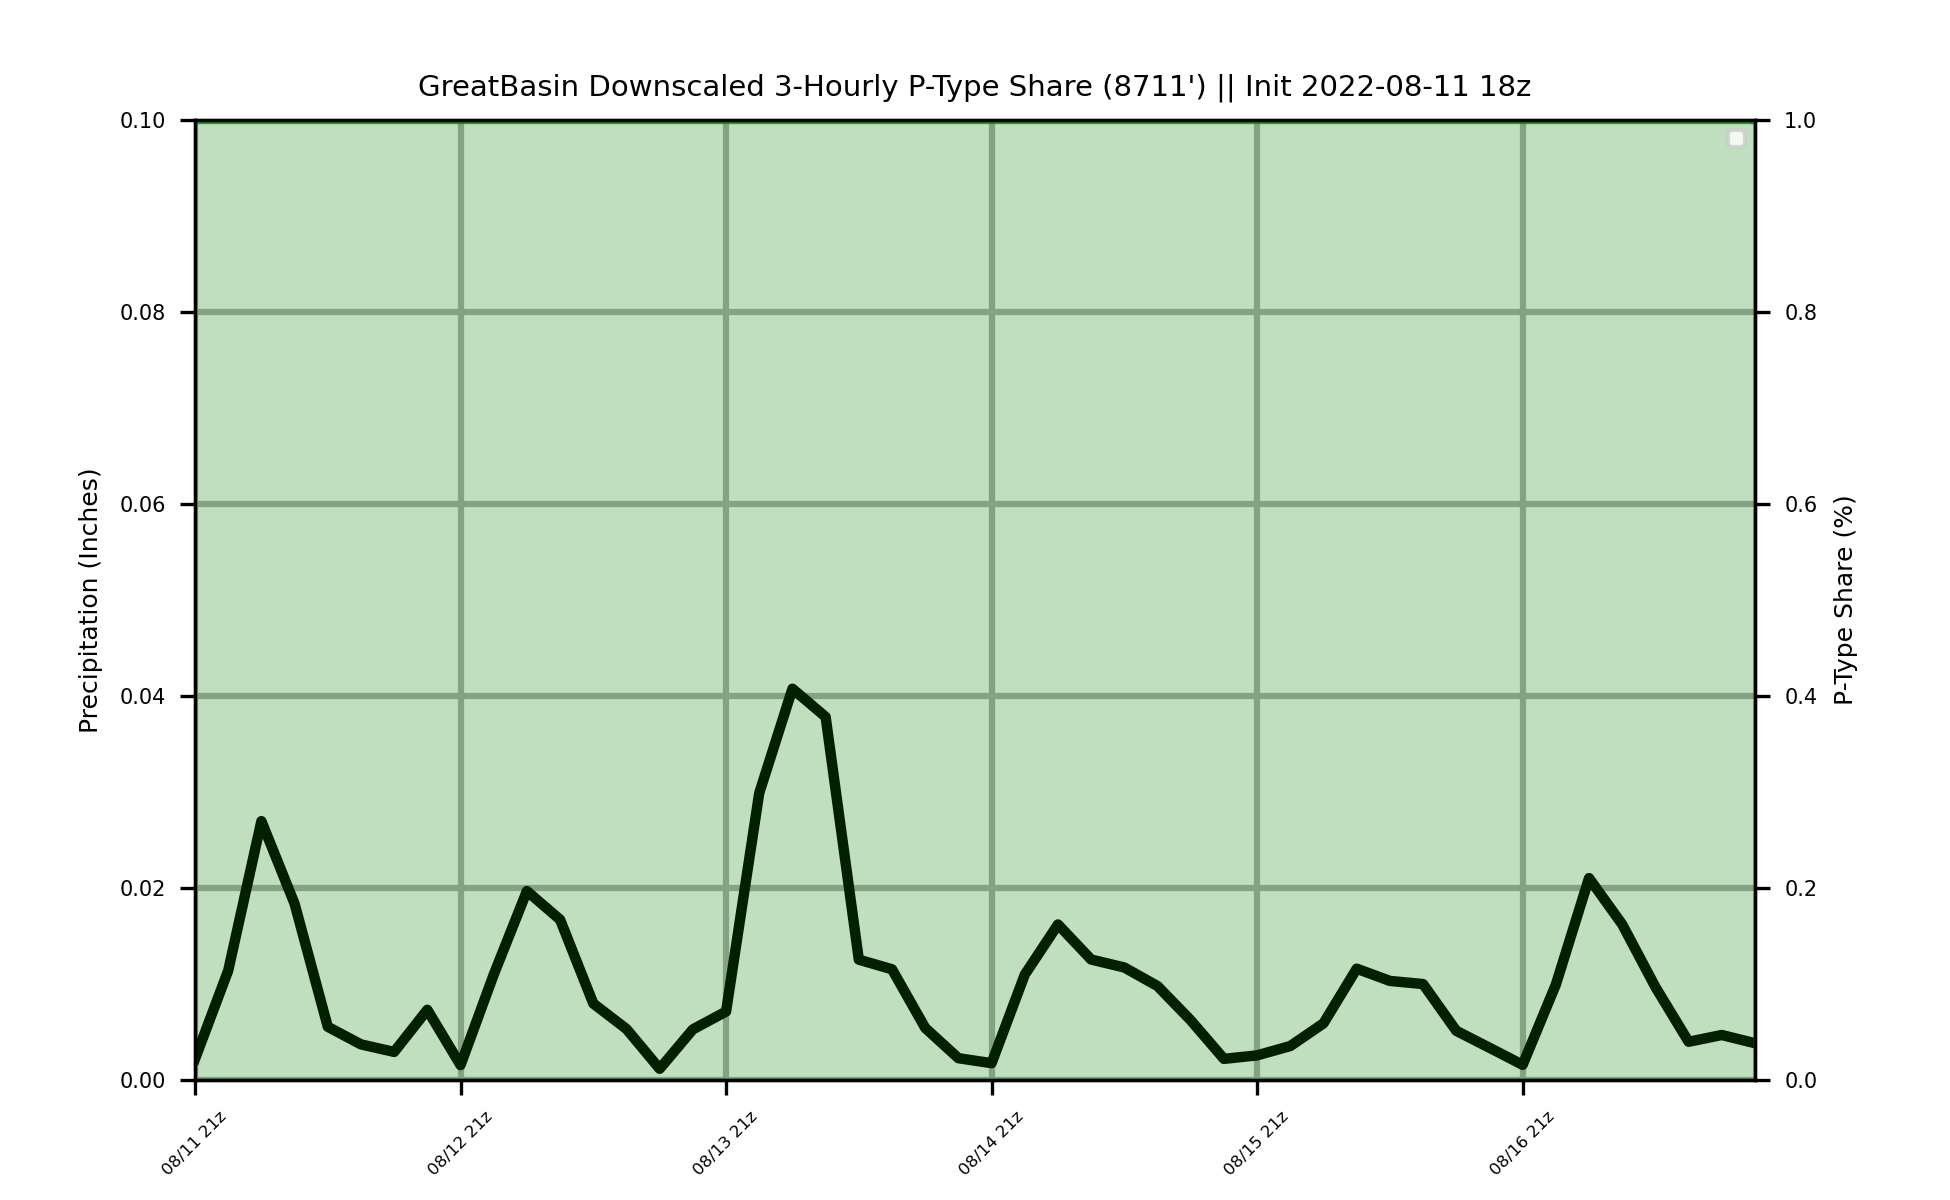 GreatBasin Downscaled 3-Hourly P-Type Share (8711') || Init 2022-08-11 18z
Precipitation (Inches)
0.10
0.08
0.06
0.04
0.02
0.00
1.0
0.8
0.6
0.4
0.2
0.0
P-Type Share (%)
08/11 21z
08/12 21z
08/13 21z
08/14 21z
08/15 21z
08/16 21z